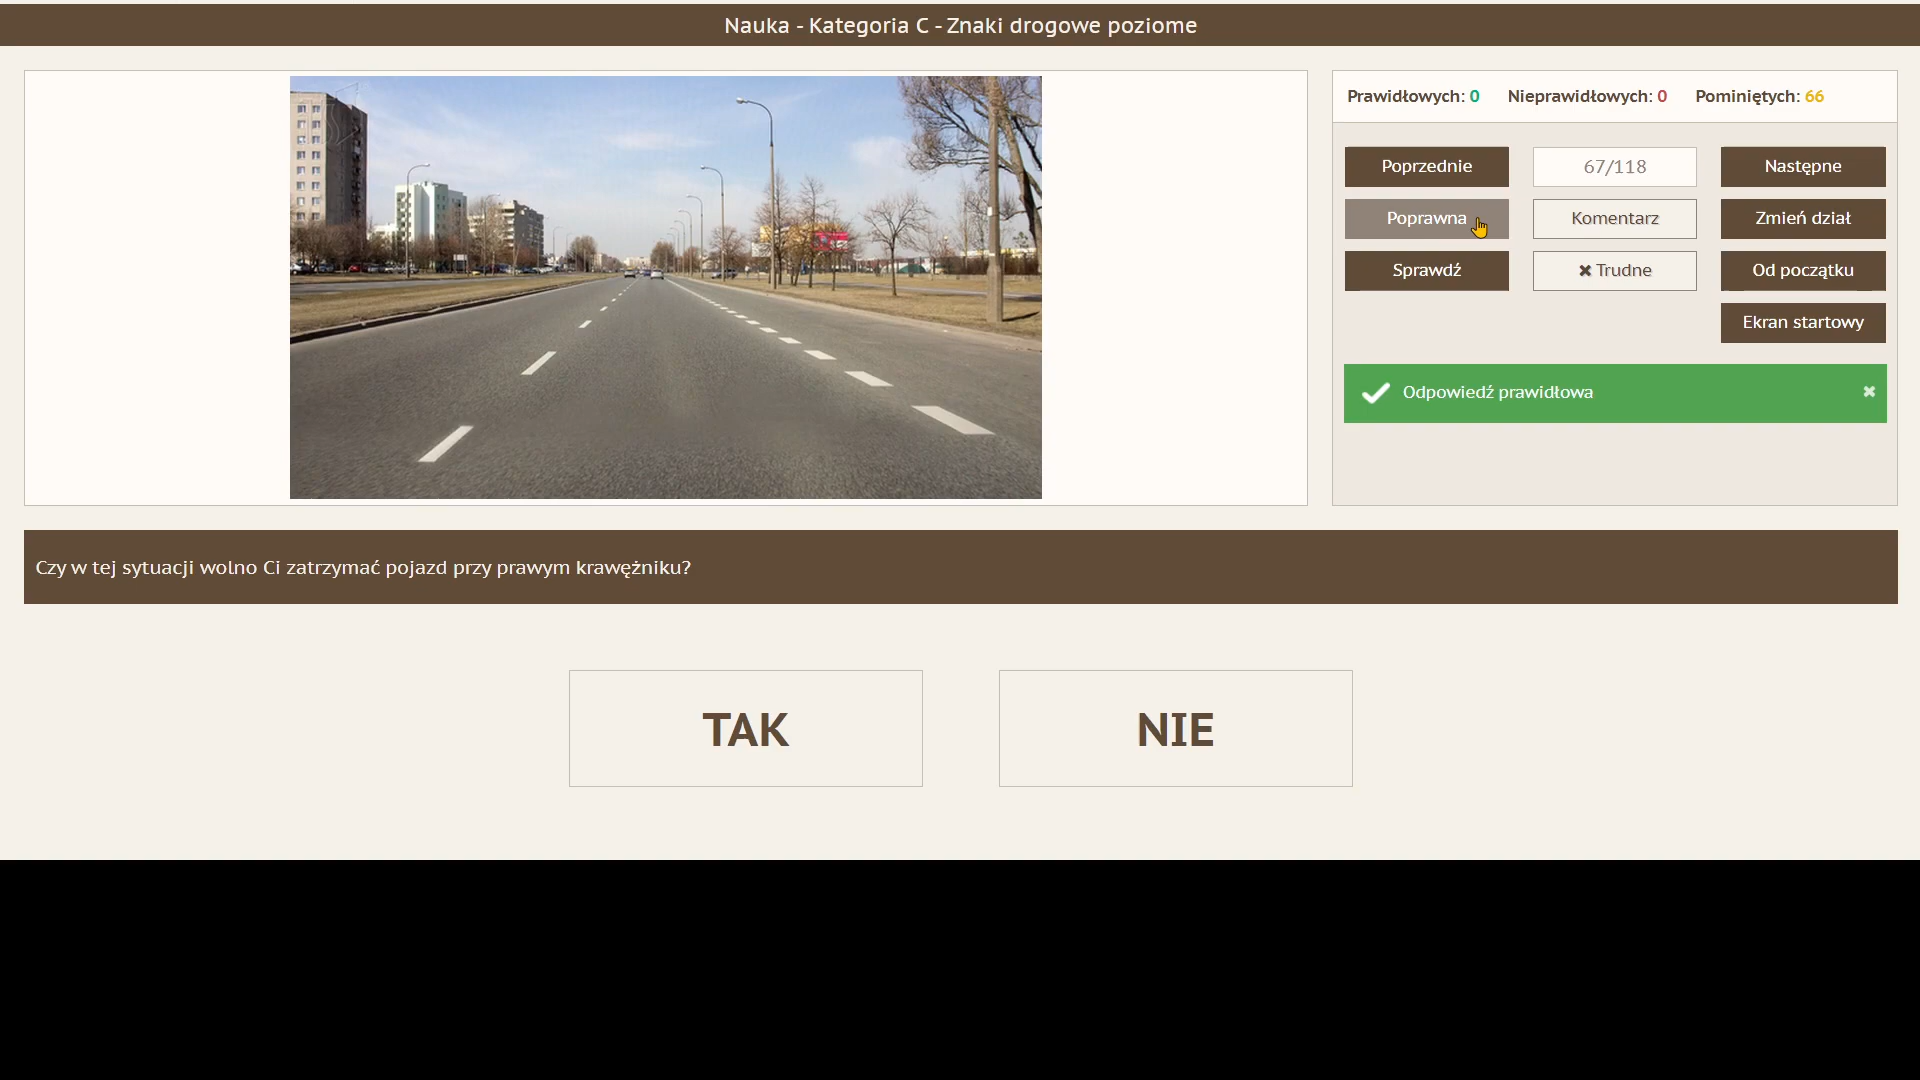 Nauka - Kategoria C - Znaki drogowe poziome
Prawidłowych: 0 Nieprawidłowych: 0 Pominiętych: 66
Poprzednie 67/118 Następne
Poprawna Komentarz Zmień dział
Sprawdź ✖ Trudne Od początku
Ekran startowy
Odpowiedź prawidłowa
Czy w tej sytuacji wolno Ci zatrzymać pojazd przy prawym krawężniku?
TAK NIE